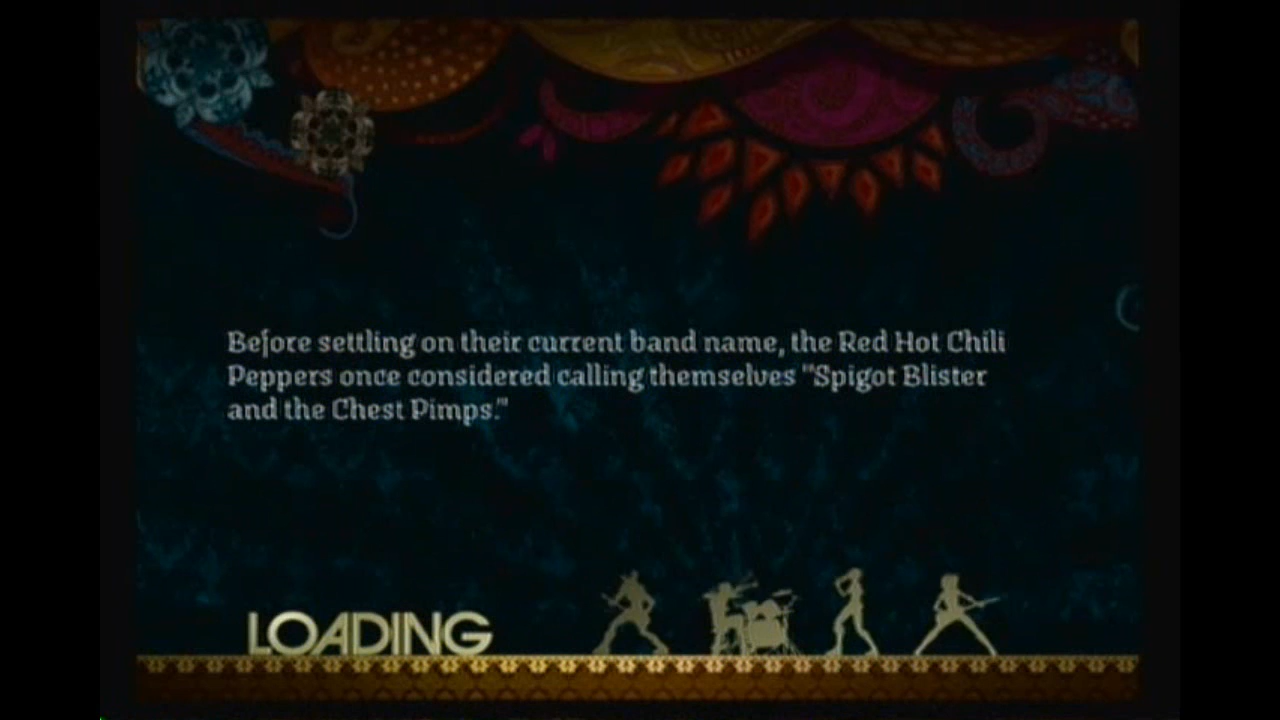 Before settling on their current band name, the Red Hot Chili
Peppers once considered calling themselves "Spigot Blister
and the Chest Pimps."
LOADING